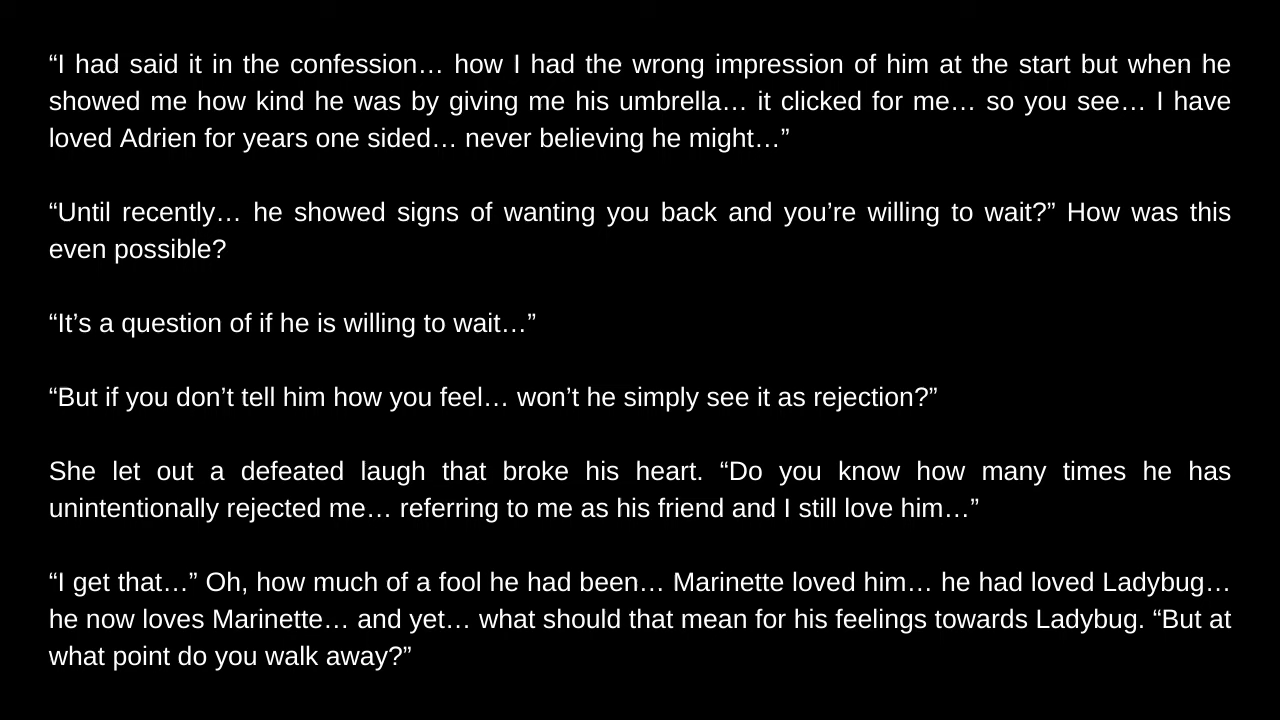 “I had said it in the confession… how I had the wrong impression of him at the start but when he
showed me how kind he was by giving me his umbrella… it clicked for me… so you see… I have
loved Adrien for years one sided… never believing he might…”
“Until recently… he showed signs of wanting you back and you’re willing to wait?” How was this
even possible?
“It’s a question of if he is willing to wait…”
“But if you don’t tell him how you feel… won’t he simply see it as rejection?”
She let out a defeated laugh that broke his heart. “Do you know how many times he has
unintentionally rejected me… referring to me as his friend and I still love him…”
“I get that…” Oh, how much of a fool he had been… Marinette loved him… he had loved Ladybug…
he now loves Marinette… and yet… what should that mean for his feelings towards Ladybug. “But at
what point do you walk away?”